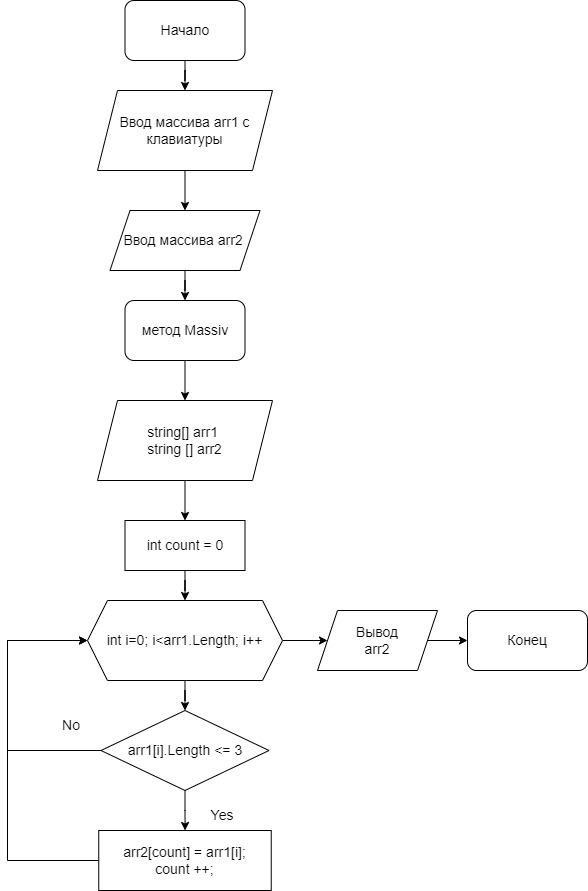 Начало
Ввод массива arr1 с
клавиатуры
Ввод массива arr2
метод Massiv
string[] arr1
string [] arr2
int count = 0
int i=0; i<arr1.Length; i++
Вывод
arr2
Конец
No
arr1[i].Length <= 3
Yes
arr2[count] = arr1[i];
count ++;